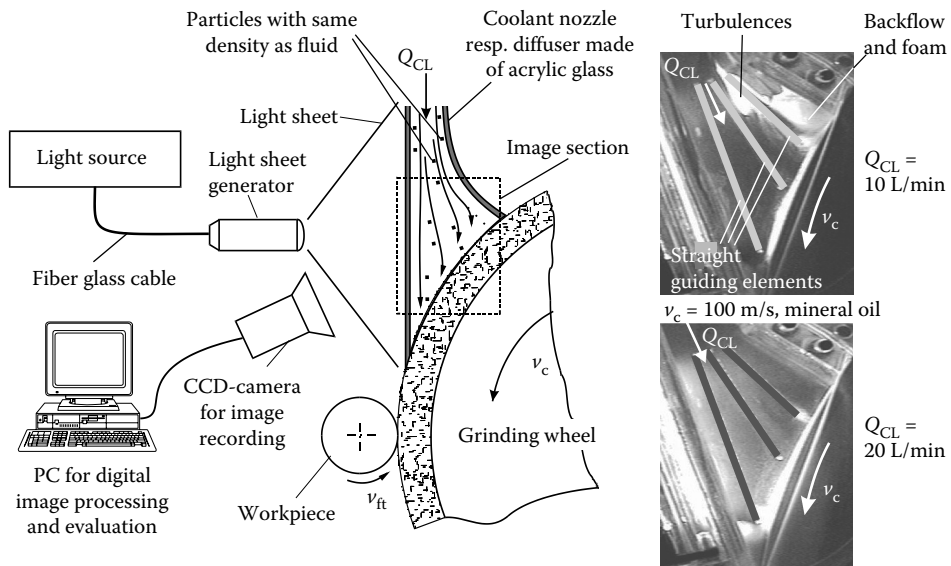 Particles with same
density as fluid
Q_CL
Coolant nozzle
resp. diffuser made
of acrylic glass
Light sheet
Light source
Light sheet
generator
Image section
Fiber glass cable
CCD-camera
for image
recording
v_c
Grinding wheel
PC for digital
image processing
and evaluation
Workpiece
v_ft
Turbulences
Backflow
and foam
Q_CL
Q_CL =
10 L/min
v_c
Straight
guiding elements
v_c = 100 m/s, mineral oil
Q_CL
Q_CL =
20 L/min
v_c